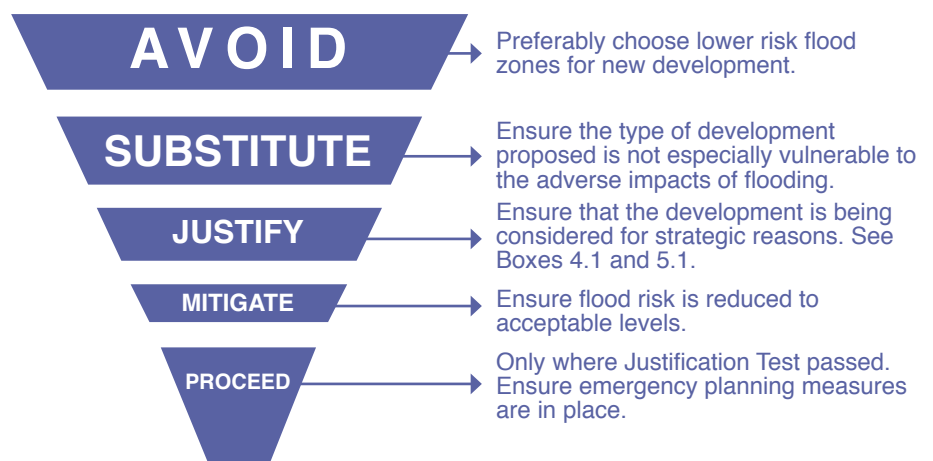 AVOID
Preferably choose lower risk flood
zones for new development.
SUBSTITUTE
Ensure the type of development
proposed is not especially vulnerable to
the adverse impacts of flooding.
JUSTIFY
Ensure that the development is being
considered for strategic reasons. See
Boxes 4.1 and 5.1.
MITIGATE
Ensure flood risk is reduced to
acceptable levels.
PROCEED
Only where Justification Test passed.
Ensure emergency planning measures
are in place.